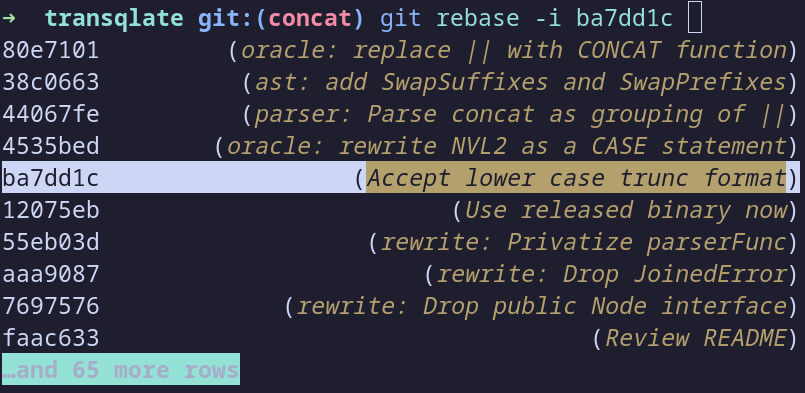 → transqlate git:(concat) git rebase -i ba7dd1c
80e7101 (oracle: replace || with CONCAT function)
38c0663 (ast: add SwapSuffixes and SwapPrefixes)
44067fe (parser: Parse concat as grouping of ||)
4535bed (oracle: rewrite NVL2 as a CASE statement)
ba7dd1c (Accept lower case trunc format)
12075eb (Use released binary now)
55eb03d (rewrite: Privatize parserFunc)
aaa9087 (rewrite: Drop JoinedError)
7697576 (rewrite: Drop public Node interface)
faac633 (Review README)
…and 65 more rows